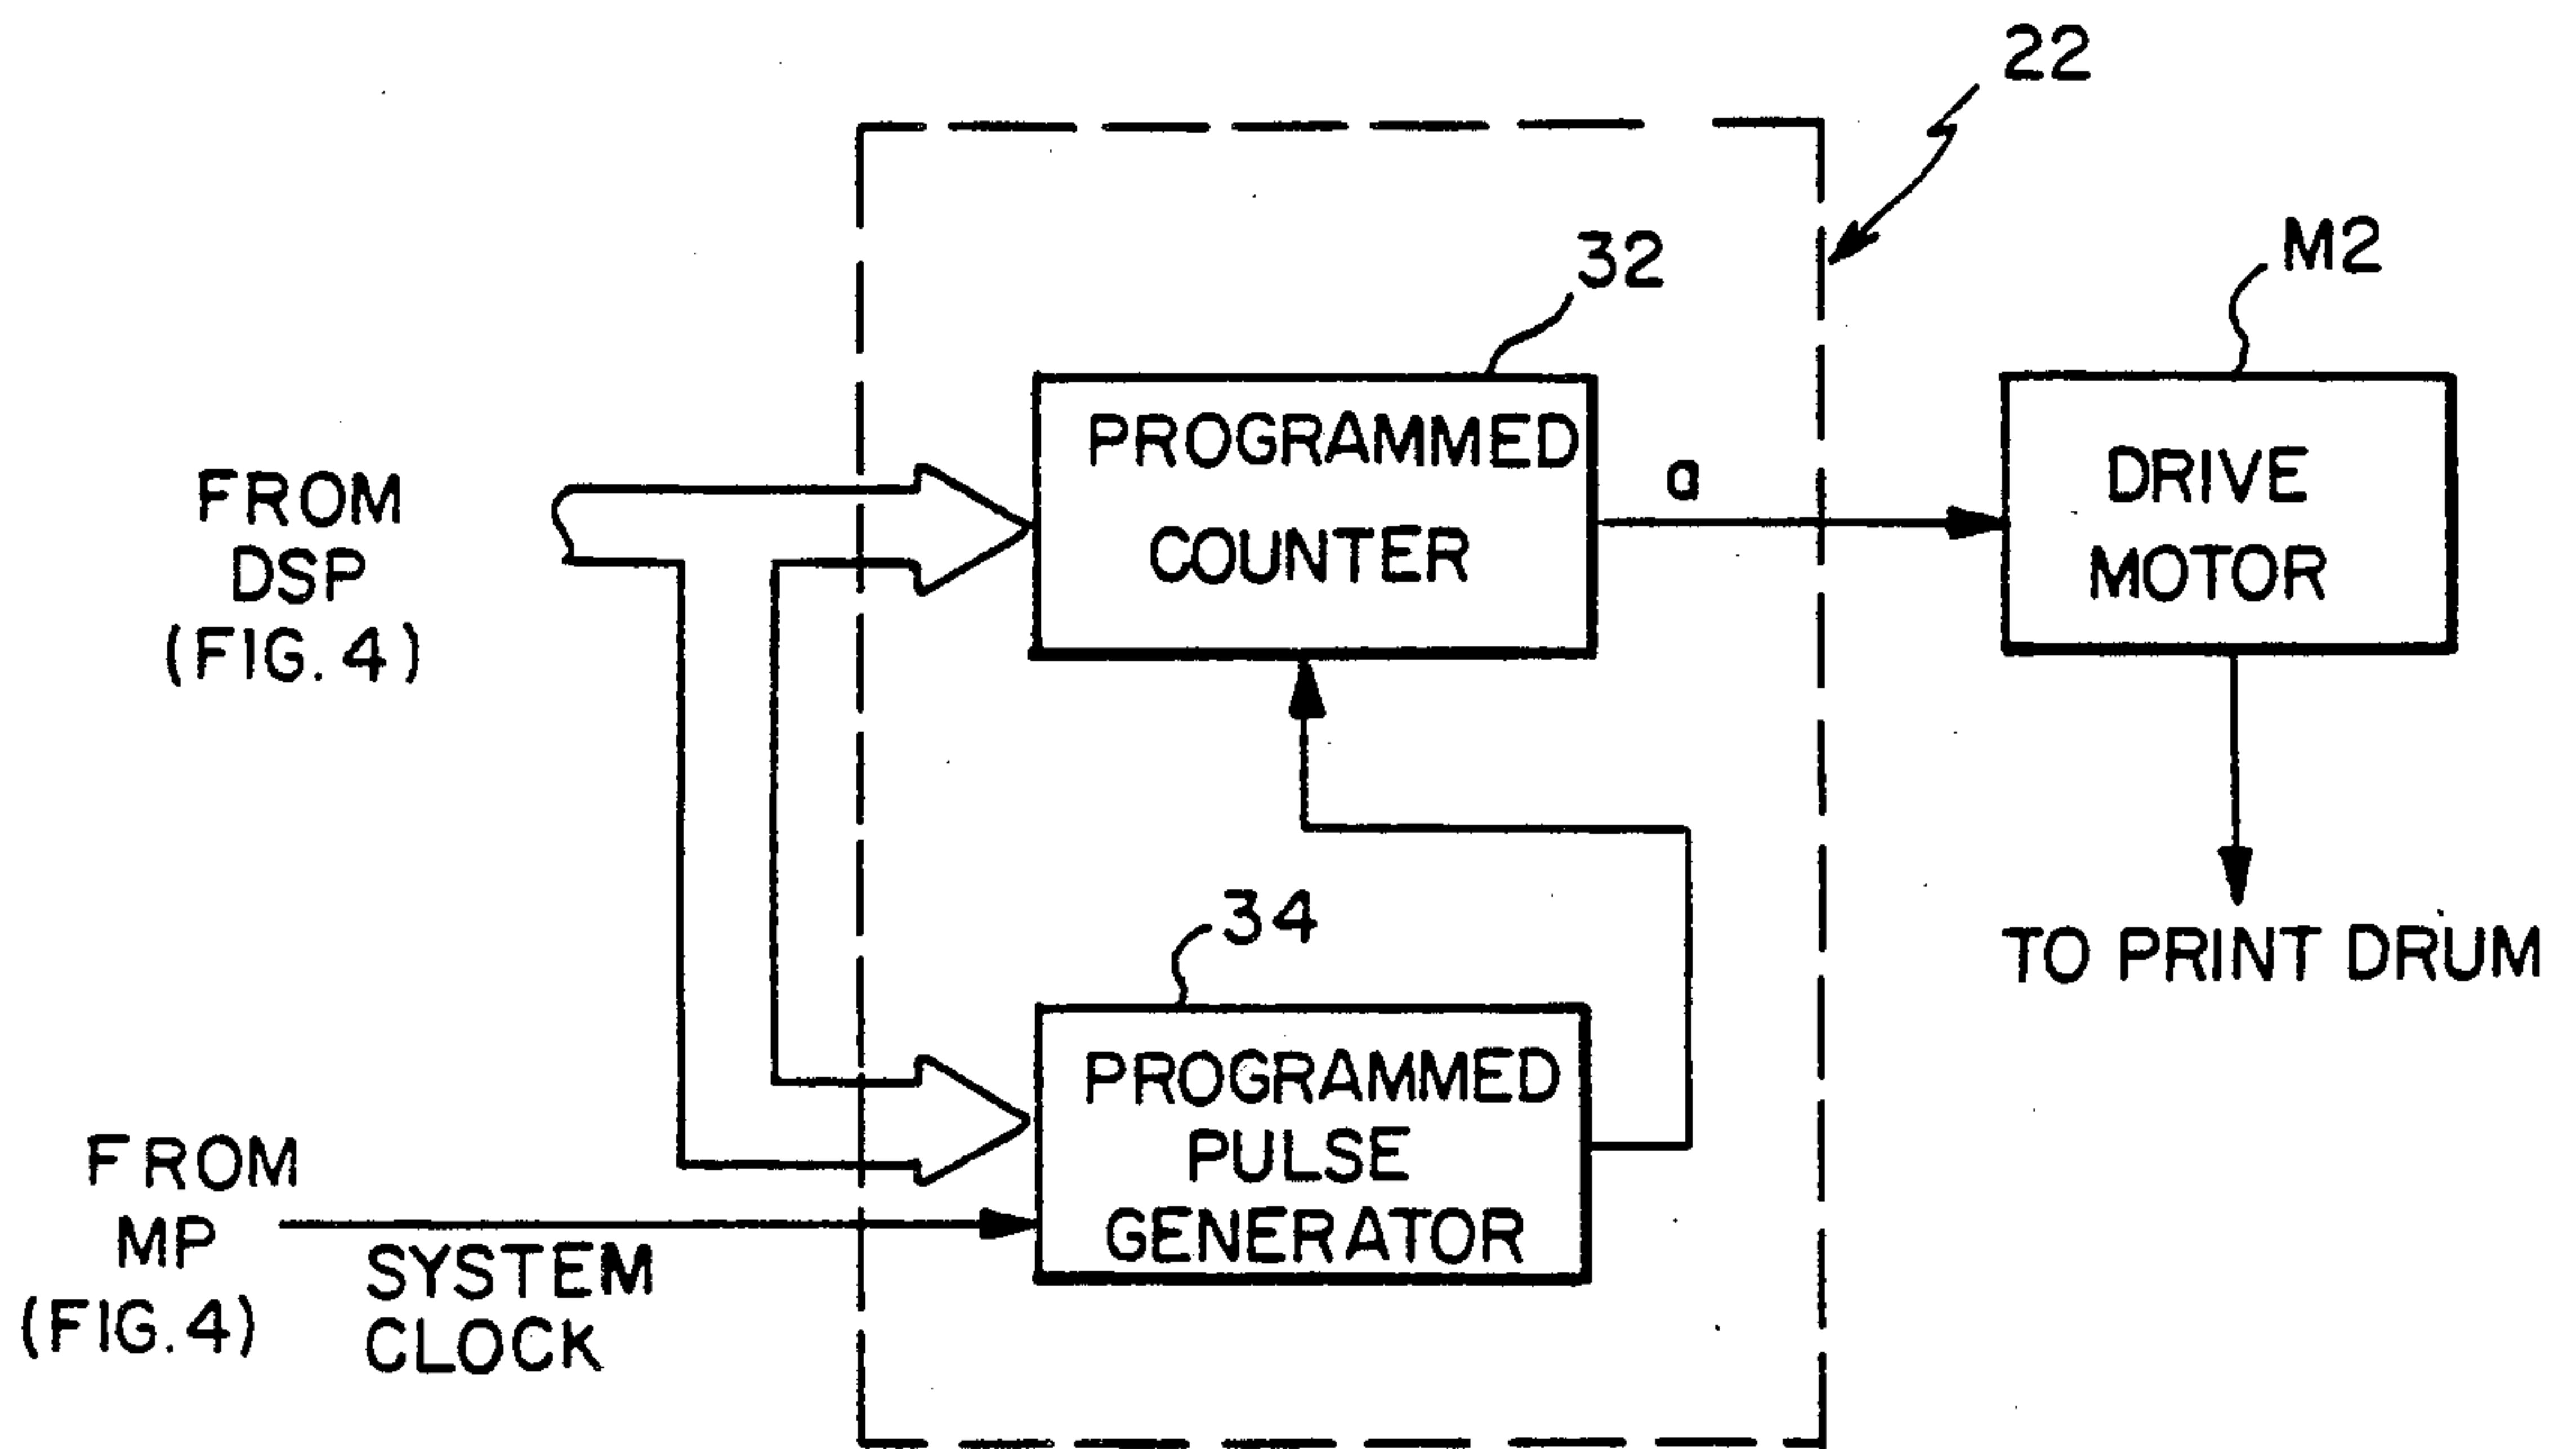 22
32
M2
PROGRAMMED
COUNTER
a
DRIVE
MOTOR
FROM
DSP
(FIG. 4)
34
TO PRINT DRUM
PROGRAMMED
PULSE
GENERATOR
FROM
MP
(FIG. 4)
SYSTEM
CLOCK